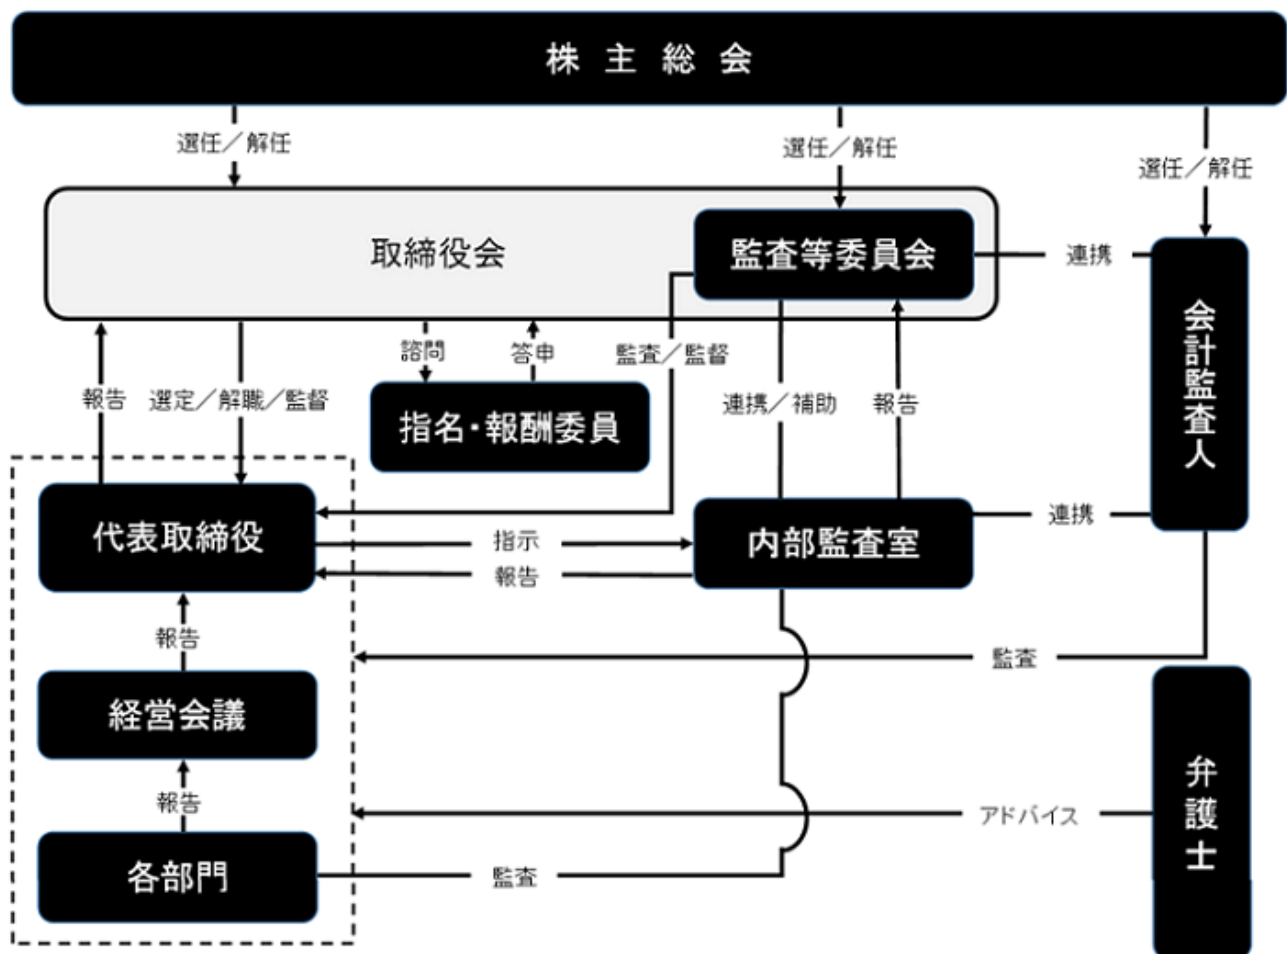 株主総会
選任／解任
選任／解任
選任／解任
取締役会
監査等委員会
連携
会計監査人
報告
選定／解職／監督
諮問
答申
監査／監督
連携／補助
報告
指名・報酬委員
代表取締役
指示
報告
内部監査室
連携
報告
監査
経営会議
報告
アドバイス
弁護士
各部門
監査